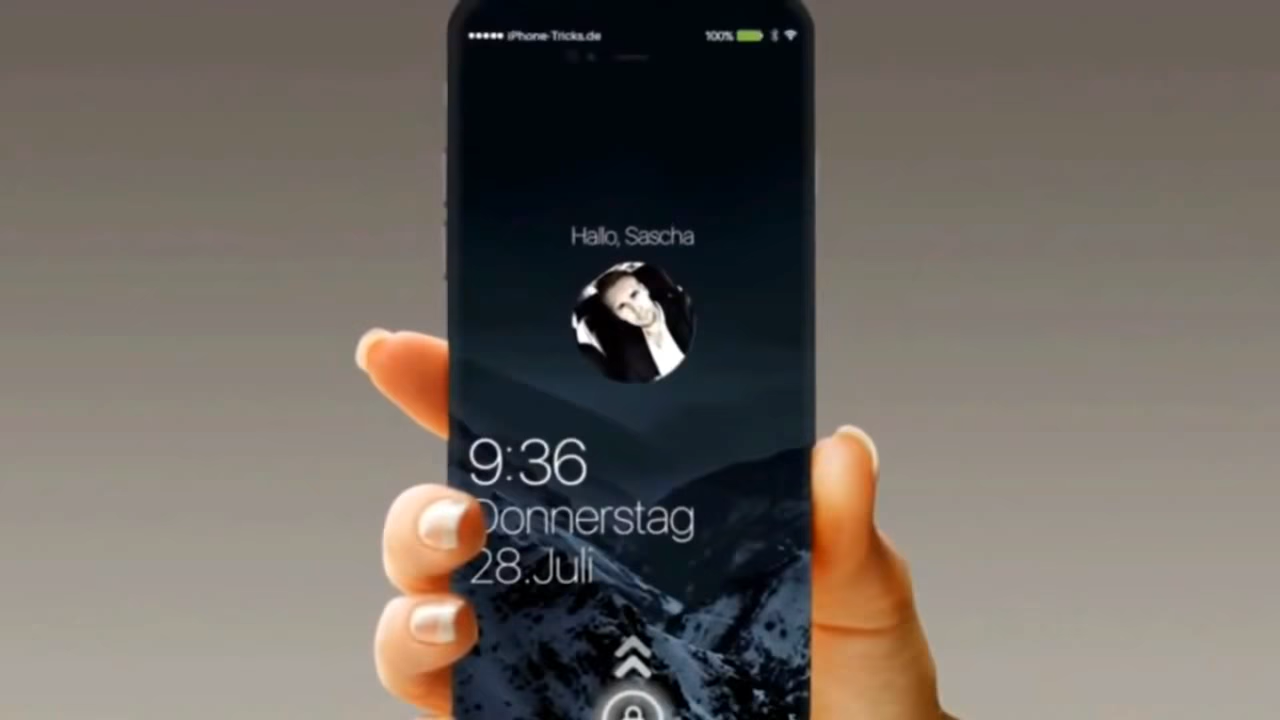 iPhone-Tricks.de 100%
Hallo, Sascha
9:36
Donnerstag
28.Juli